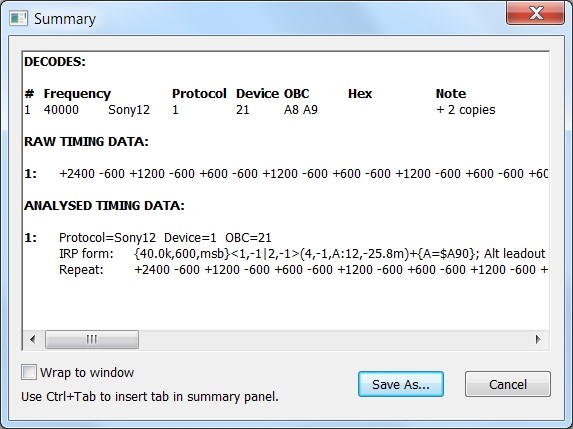 Summary
DECODES:
# Frequency Protocol Device OBC Hex Note
1 40000 Sony12 1 21 A8 A9 + 2 copies
RAW TIMING DATA:
1: +2400 -600 +1200 -600 +600 -600 +1200 -600 +600 -600 +1200 -600 +600 -600 +60
ANALYSED TIMING DATA:
1: Protocol=Sony12 Device=1 OBC=21
IRP form: {40.0k,600,msb}<1,-1|2,-1>(4,-1,A:12,-25.8m)+{A=$A90}; Alt leadout
Repeat: +2400 -600 +1200 -600 +600 -600 +1200 -600 +600 -600 +1200 -600 +
Wrap to window
Save As...
Cancel
Use Ctrl+Tab to insert tab in summary panel.